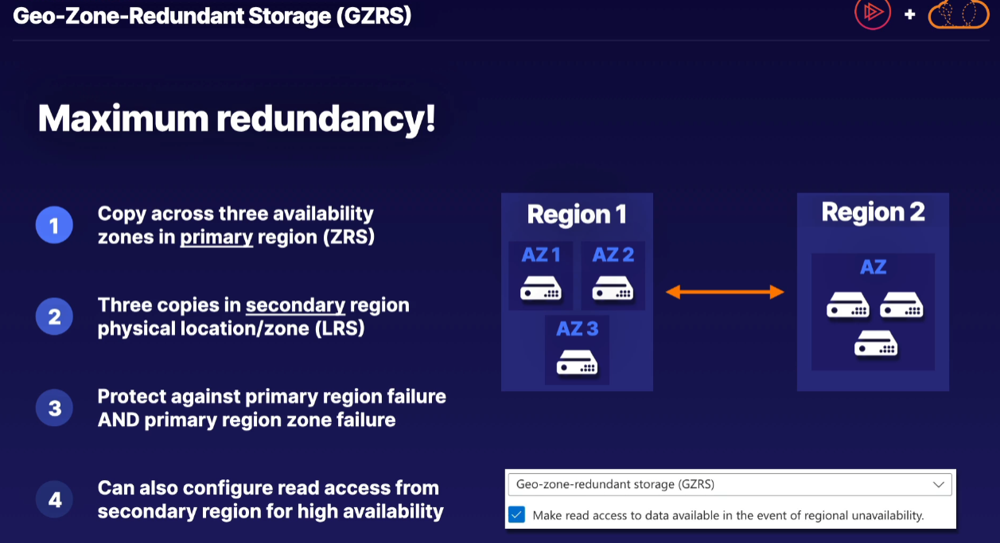 Geo-Zone-Redundant Storage (GZRS)
+
Maximum redundancy!
1
Copy across three availability
zones in primary region (ZRS)
2
Three copies in secondary region
physical location/zone (LRS)
3
Protect against primary region failure
AND primary region zone failure
4
Can also configure read access from
secondary region for high availability
Region 1
AZ 1
AZ 2
AZ 3
Region 2
AZ
Geo-zone-redundant storage (GZRS)
Make read access to data available in the event of regional unavailability.